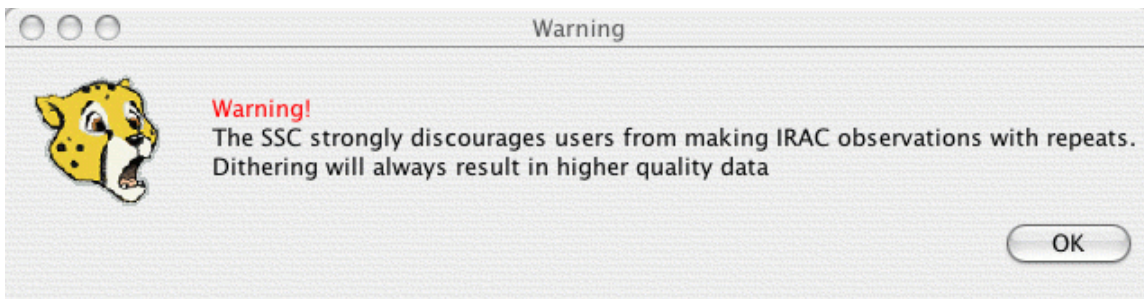 Warning
Warning!
The SSC strongly discourages users from making IRAC observations with repeats.
Dithering will always result in higher quality data
OK